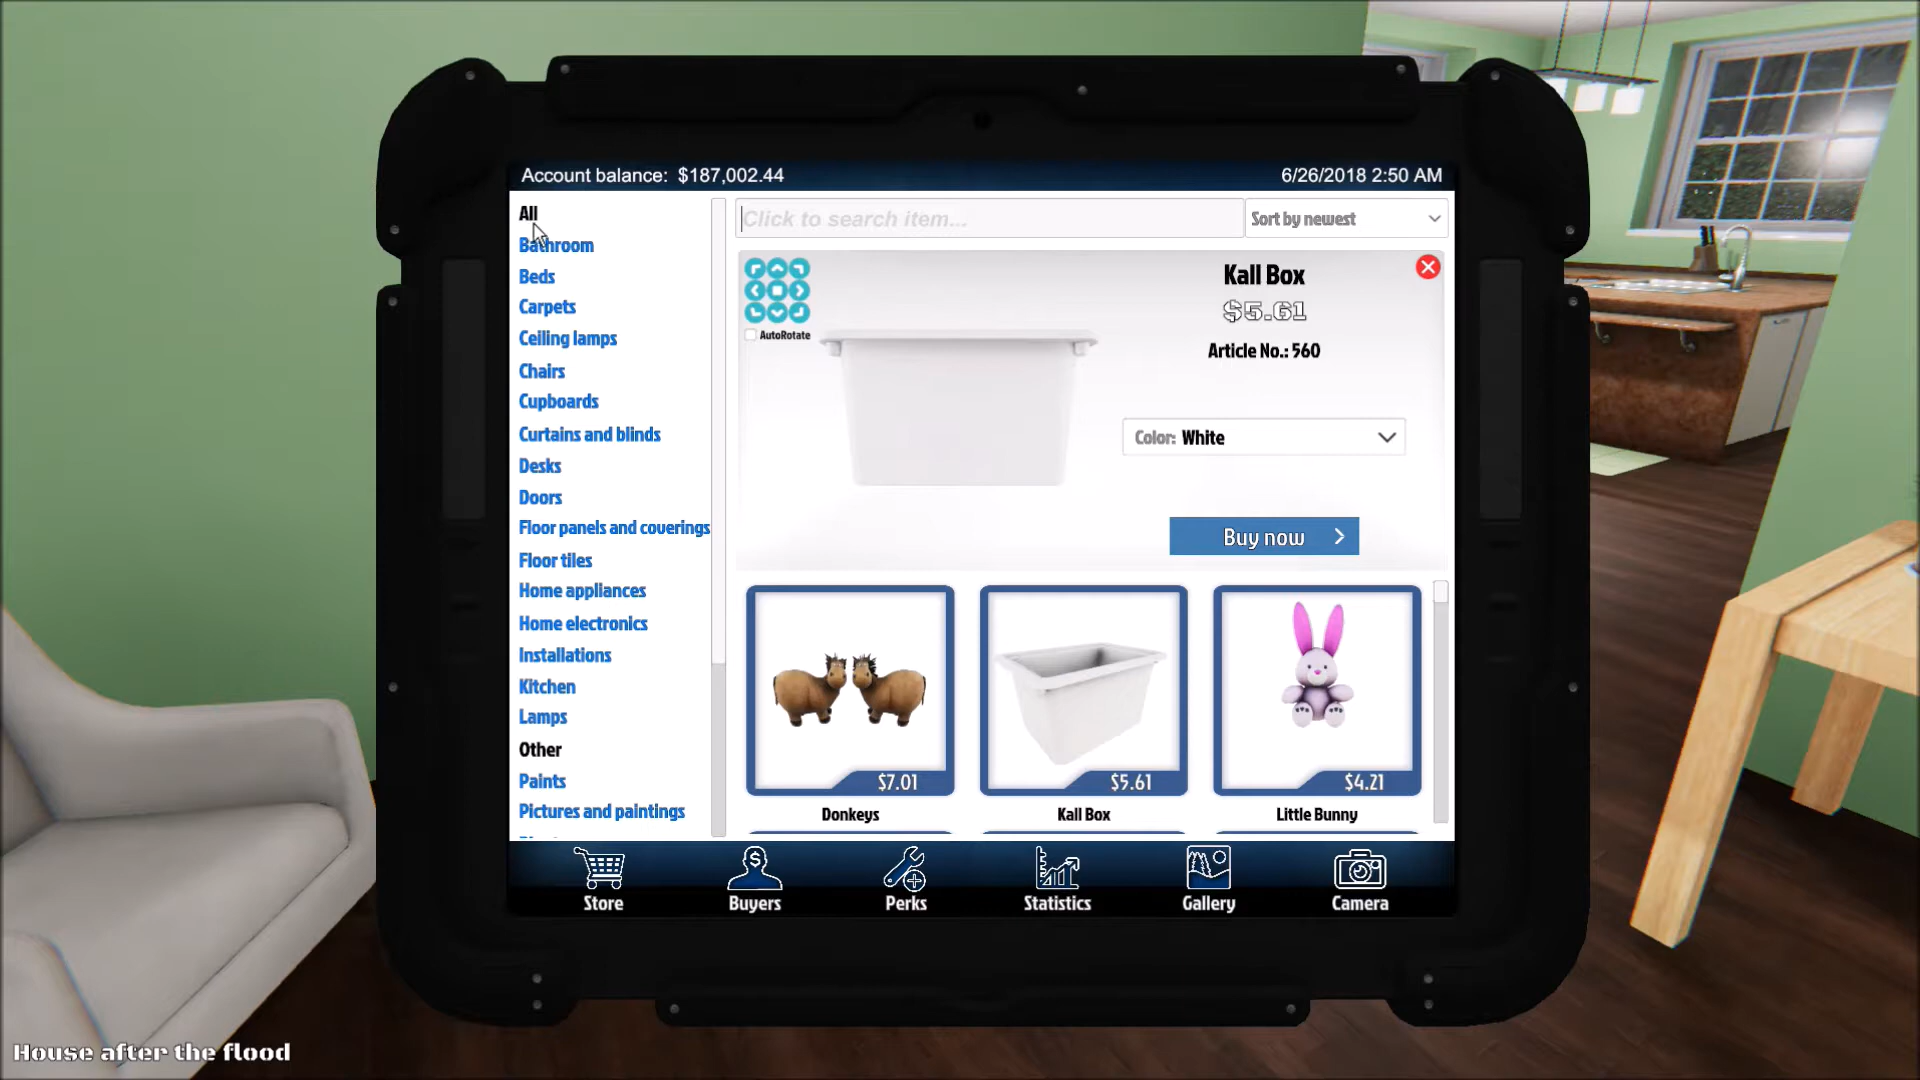 Account balance: $187,002.44
6/26/2018 2:50 AM
All
Bathroom
Beds
Carpets
Ceiling lamps
Chairs
Cupboards
Curtains and blinds
Desks
Doors
Floor panels and coverings
Floor tiles
Home appliances
Home electronics
Installations
Kitchen
Lamps
Other
Paints
Pictures and paintings
Click to search item...
Sort by newest
AutoRotate
Kall Box
$5.61
Article No.: 560
Color: White
Buy now
$7.01
$5.61
$4.21
Donkeys
Kall Box
Little Bunny
Store
Buyers
Perks
Statistics
Gallery
Camera
House after the flood